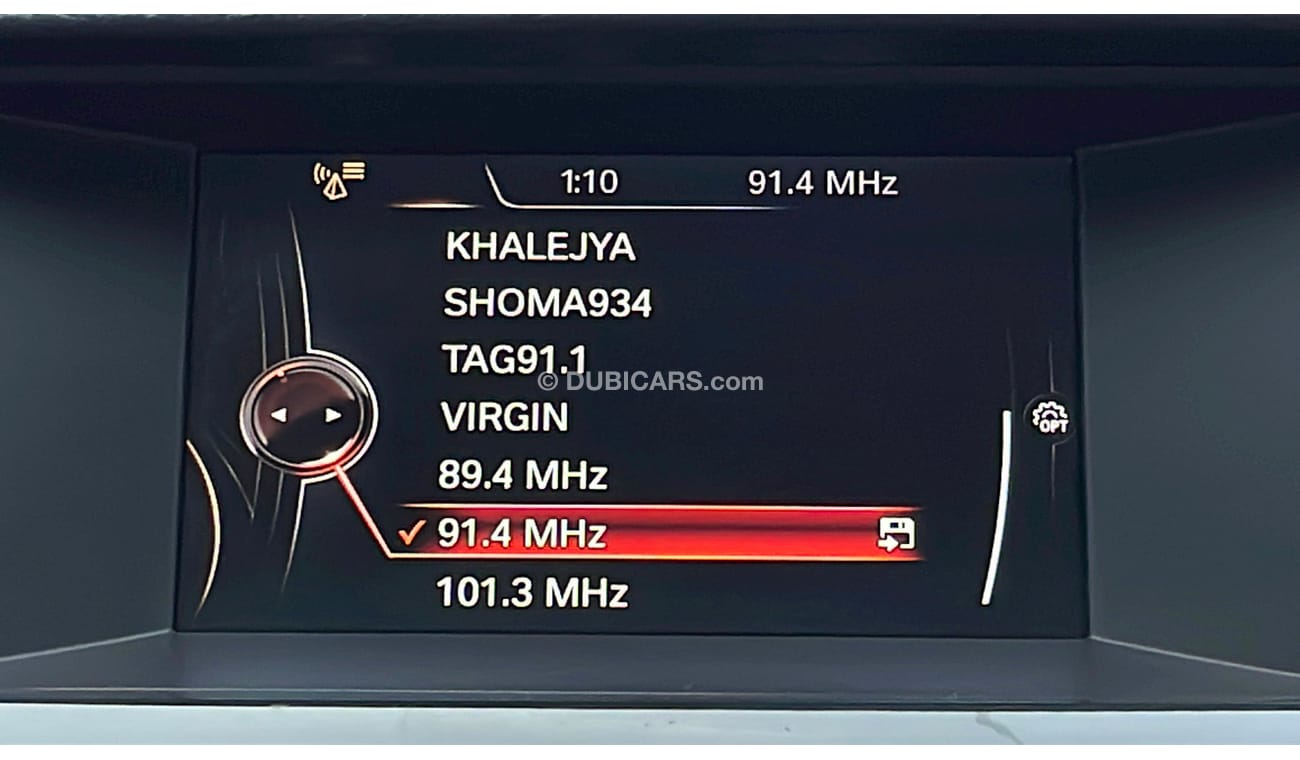 1:10 91.4 MHz
KHALEJYA
SHOMA934
TAG91.1
© DUBICARS.com
VIRGIN
OPT
89.4 MHz
91.4 MHz
101.3 MHz